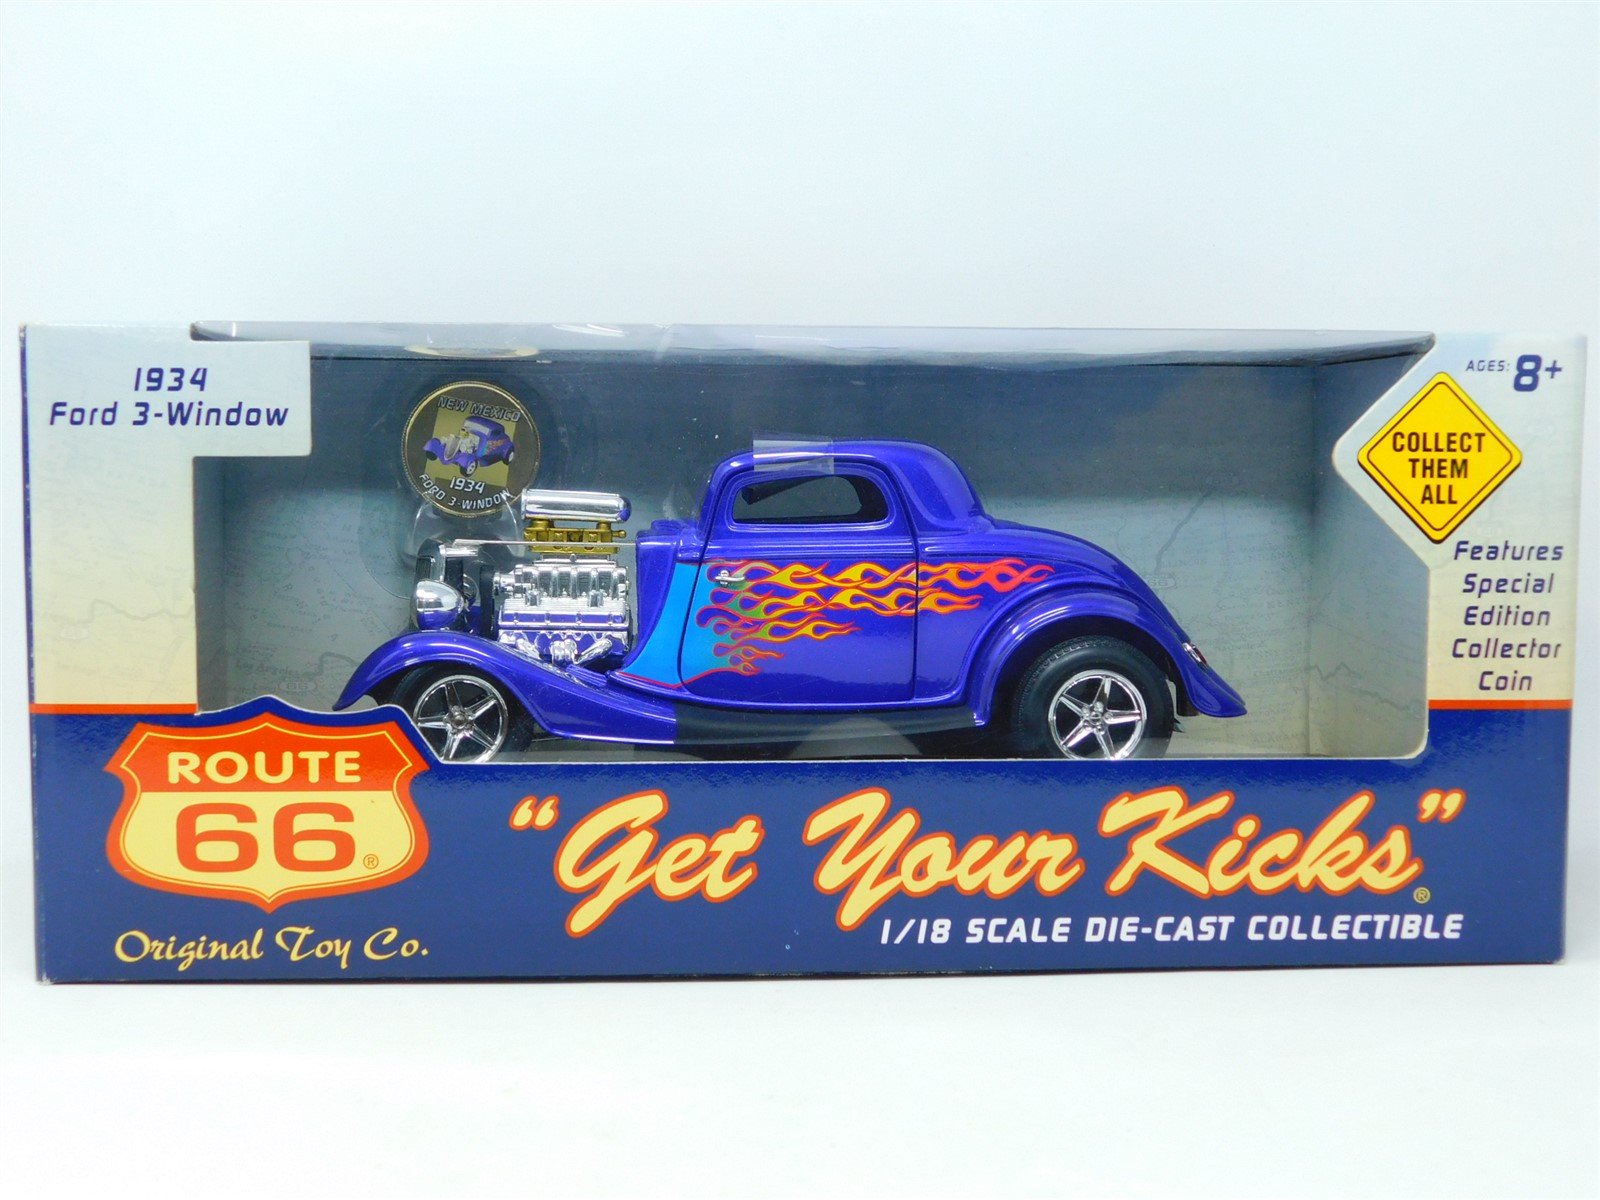 1934
Ford 3-Window
NEW MEXICO
1934
FORD 3-WINDOW
AGES: 8+
COLLECT
THEM
ALL
Features
Special
Edition
Collector
Coin
ROUTE
66®
Original Toy Co.
"Get Your Kicks"®
1/18 SCALE DIE-CAST COLLECTIBLE